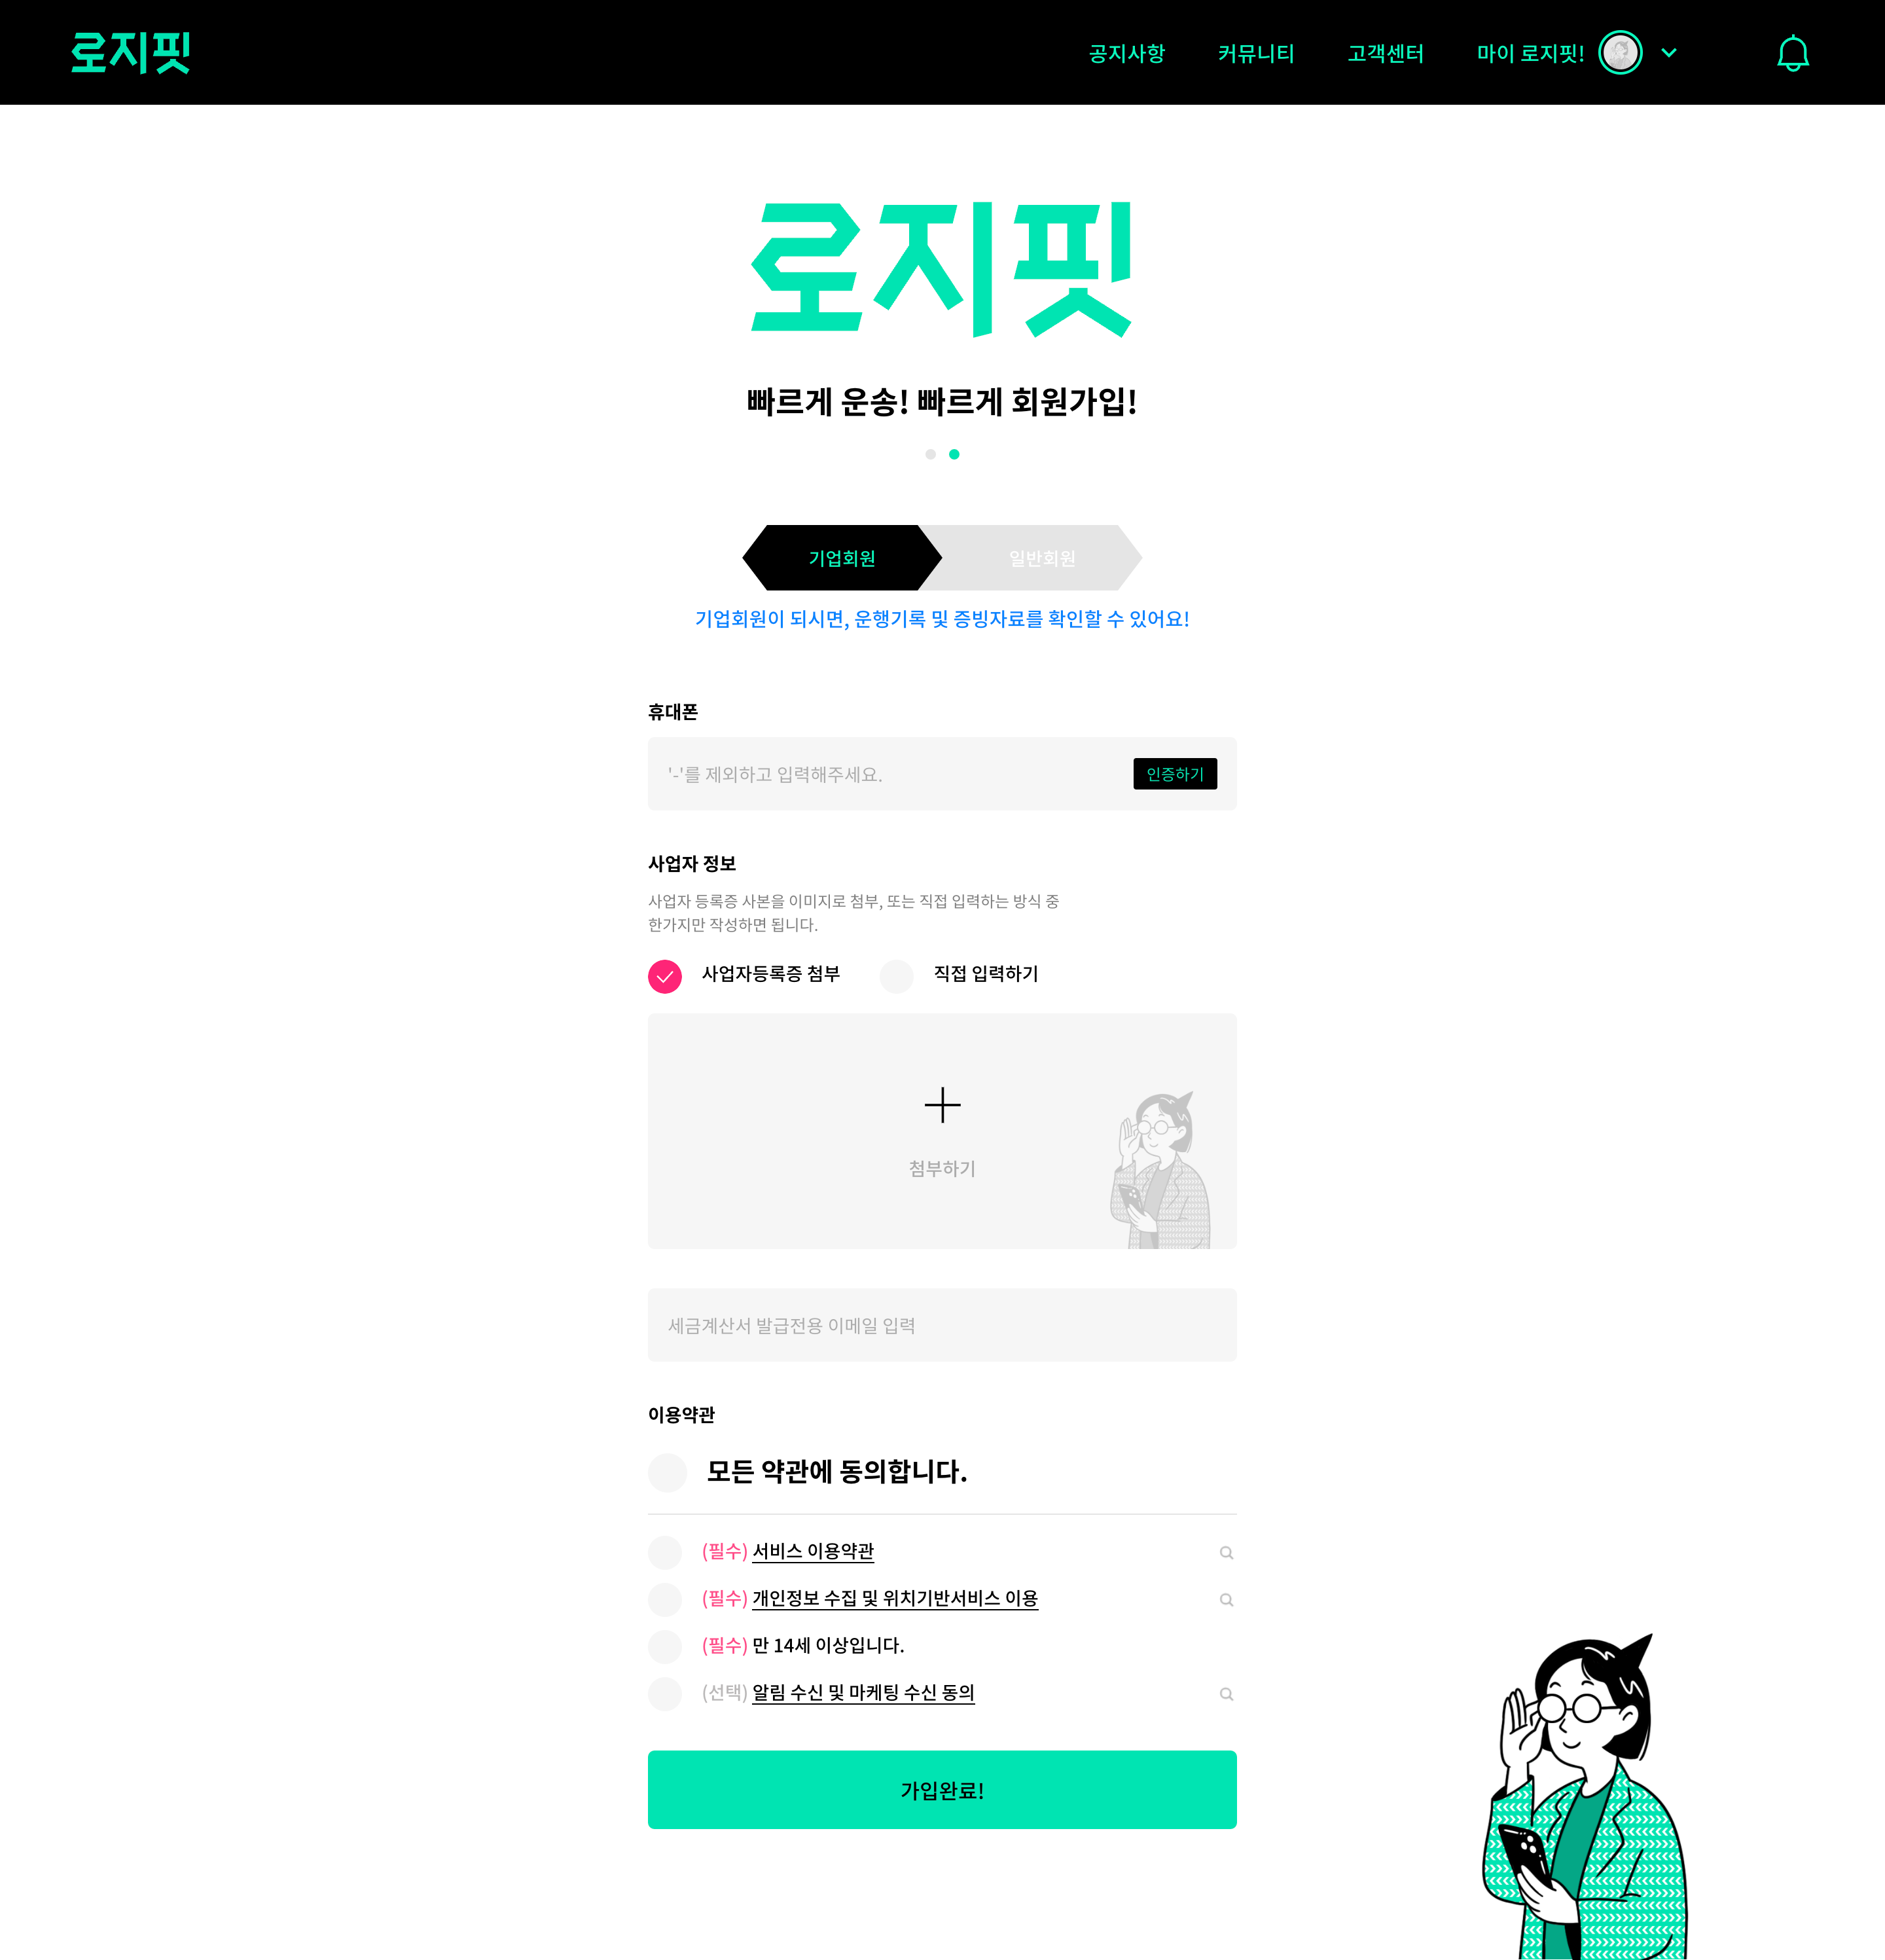 로지핏
공지사항
커뮤니티
고객센터
마이 로지핏!
로지핏
빠르게 운송! 빠르게 회원가입!
기업회원
일반회원
기업회원이 되시면, 운행기록 및 증빙자료를 확인할 수 있어요!
휴대폰
'-'를 제외하고 입력해주세요.
인증하기
사업자 정보
사업자 등록증 사본을 이미지로 첨부, 또는 직접 입력하는 방식 중
한가지만 작성하면 됩니다.
사업자등록증 첨부
직접 입력하기
첨부하기
세금계산서 발급전용 이메일 입력
이용약관
모든 약관에 동의합니다.
(필수) 서비스 이용약관
(필수) 개인정보 수집 및 위치기반서비스 이용
(필수) 만 14세 이상입니다.
(선택) 알림 수신 및 마케팅 수신 동의
가입완료!